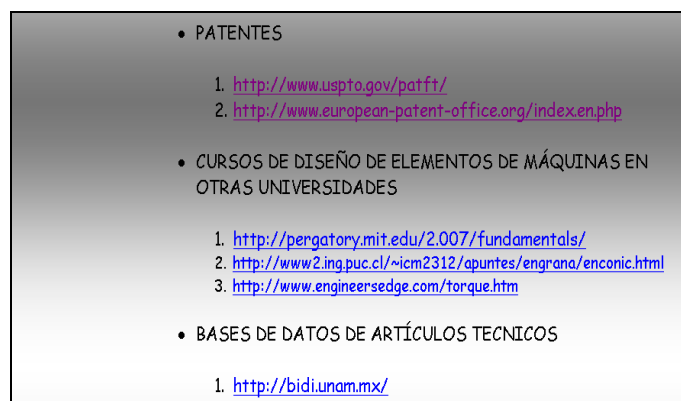 • PATENTES
1. http://www.uspto.gov/patft/
2. http://www.european-patent-office.org/index.en.php
• CURSOS DE DISEÑO DE ELEMENTOS DE MÁQUINAS EN
OTRAS UNIVERSIDADES
1. http://pergatory.mit.edu/2.007/fundamentals/
2. http://www2.ing.puc.cl/~icm2312/apuntes/engrana/enconic.html
3. http://www.engineersedge.com/torque.htm
• BASES DE DATOS DE ARTÍCULOS TECNICOS
1. http://bidi.unam.mx/